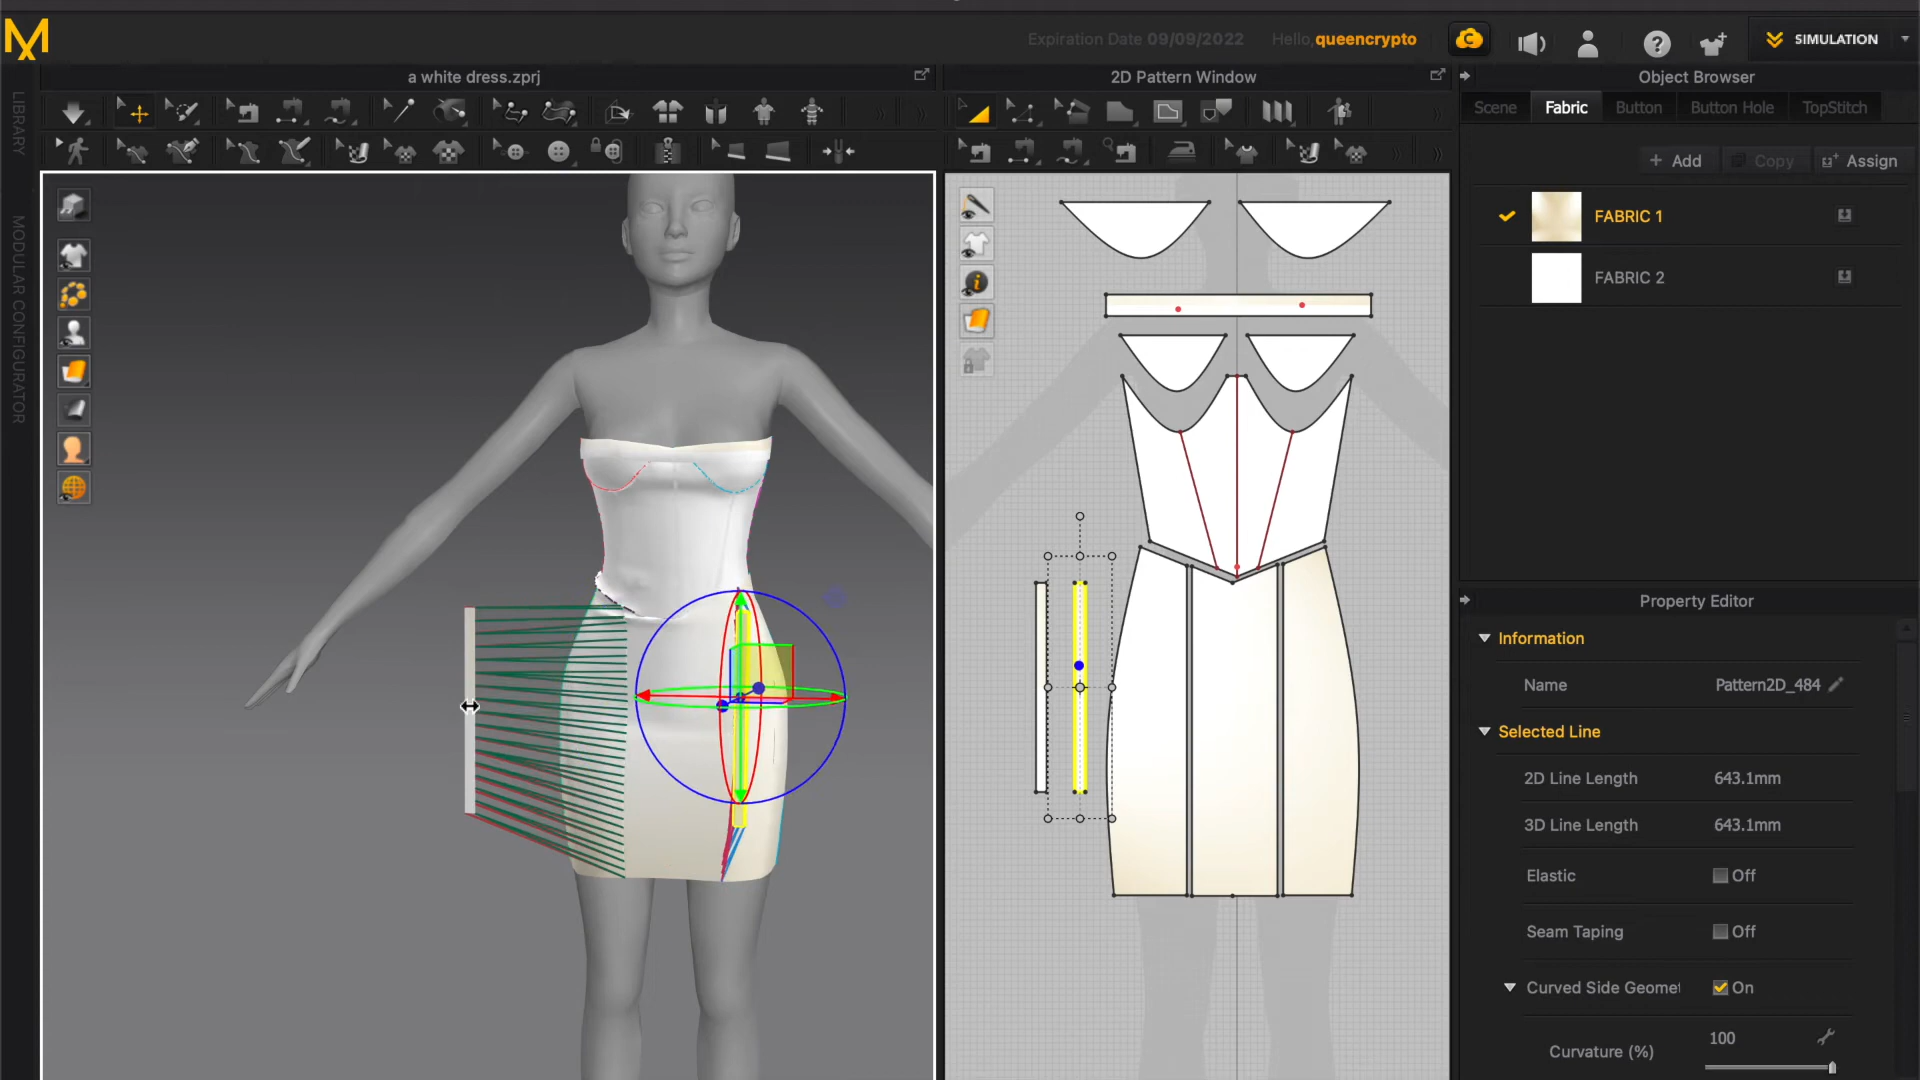 Expiration Date 09/09/2022
Hello,queencrypto
SIMULATION
LIBRARY
MODULAR CONFIGURATOR
a white dress.zprj
2D Pattern Window
Object Browser
Scene
Fabric
Button
Button Hole
TopStitch
+ Add
Copy
Assign
FABRIC 1
FABRIC 2
Property Editor
Information
Name
Pattern2D_484
Selected Line
2D Line Length
643.1mm
3D Line Length
643.1mm
Elastic
Off
Seam Taping
Off
Curved Side Geomet
On
Curvature (%)
100